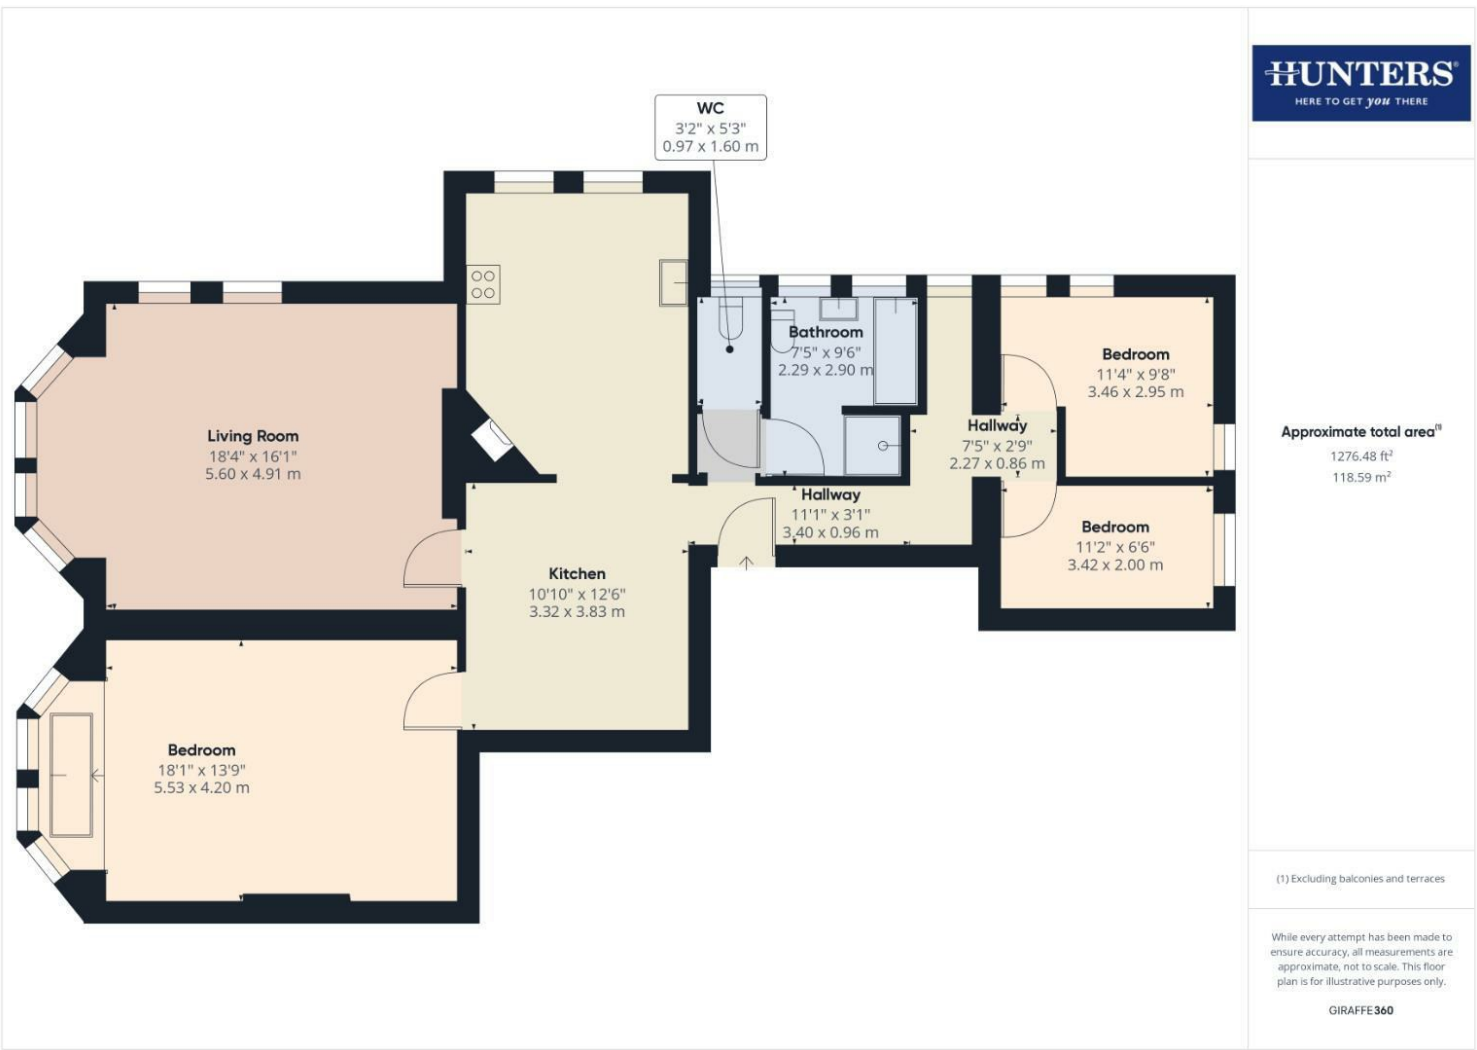 WC
3'2" x 5'3"
0.97 x 1.60 m
Bathroom
7'5" x 9'6"
2.29 x 2.90 m
Bedroom
11'4" x 9'8"
3.46 x 2.95 m
Living Room
18'4" x 16'1"
5.60 x 4.91 m
Hallway
7'5" x 2'9"
2.27 x 0.86 m
Hallway
11'1" x 3'1"
3.40 x 0.96 m
Bedroom
11'2" x 6'6"
3.42 x 2.00 m
Kitchen
10'10" x 12'6"
3.32 x 3.83 m
Bedroom
18'1" x 13'9"
5.53 x 4.20 m
HUNTERS®
HERE TO GET you THERE
Approximate total area⁽¹⁾
1276.48 ft²
118.59 m²
(1) Excluding balconies and terraces
While every attempt has been made to
ensure accuracy, all measurements are
approximate, not to scale. This floor
plan is for illustrative purposes only.
GIRAFFE360